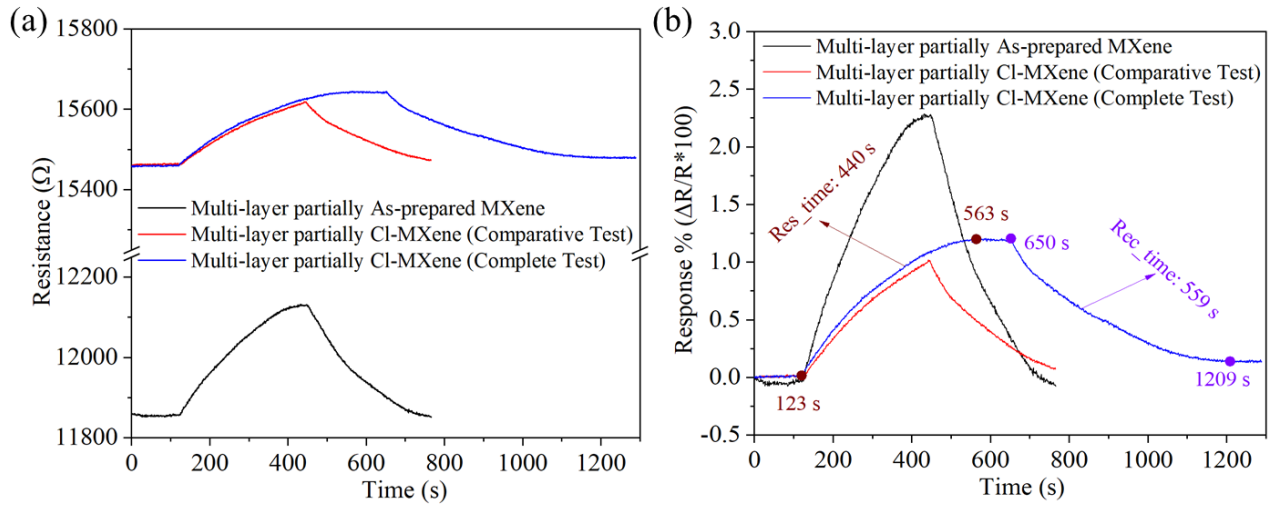 (a)
15800
15600
15400
12200
12000
11800
Resistance (Ω)
Multi-layer partially As-prepared MXene
Multi-layer partially Cl-MXene (Comparative Test)
Multi-layer partially Cl-MXene (Complete Test)
0 200 400 600 800 1000 1200
Time (s)
(b)
3.0
2.5
2.0
1.5
1.0
0.5
0.0
-0.5
Response % (ΔR/R*100)
Multi-layer partially As-prepared MXene
Multi-layer partially Cl-MXene (Comparative Test)
Multi-layer partially Cl-MXene (Complete Test)
Res_time: 440 s
563 s
650 s
Rec_time: 559 s
123 s
1209 s
0 200 400 600 800 1000 1200
Time (s)